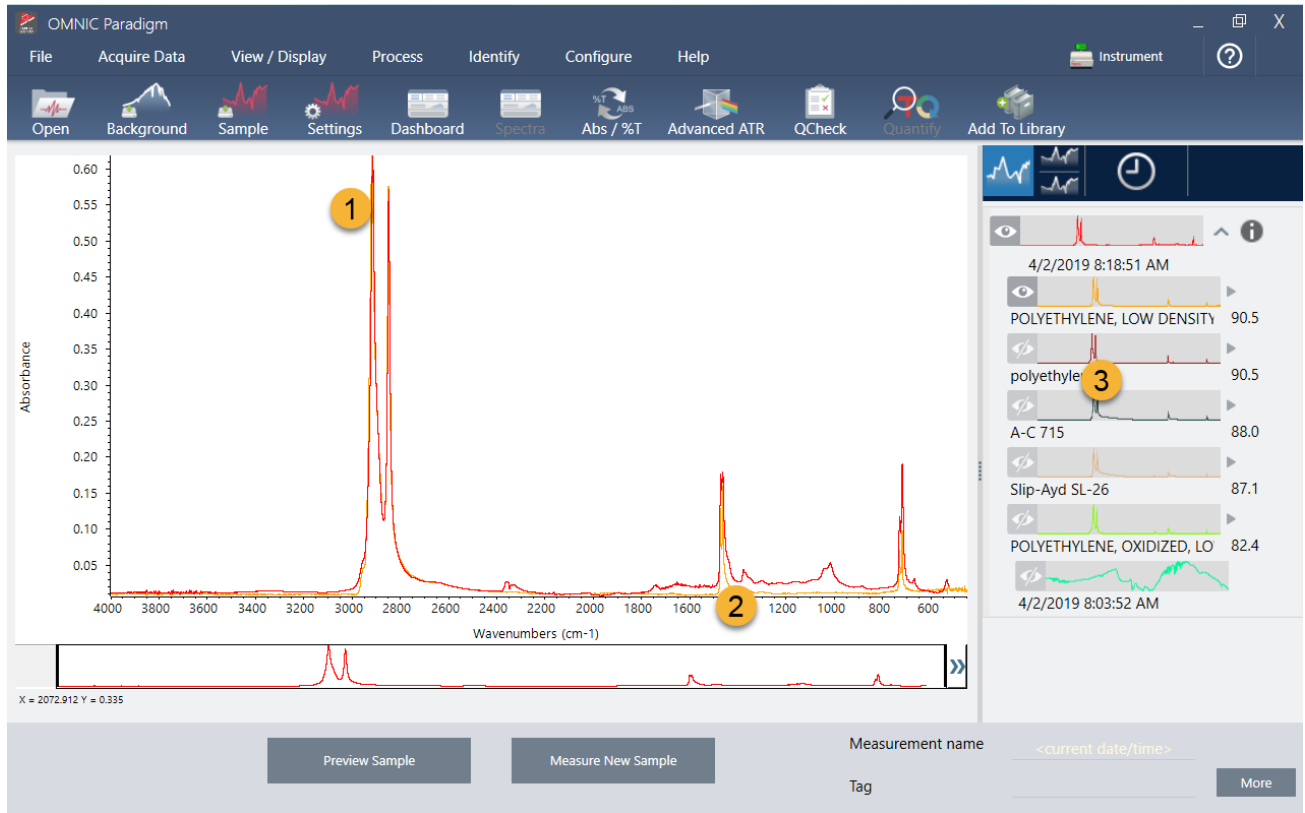 OMNIC Paradigm
_ X
File Acquire Data View / Display Process Identify Configure Help Instrument ?
%T ABS
Open Background Sample Settings Dashboard Spectra Abs / %T Advanced ATR QCheck Quantify Add To Library
0.60
0.55
0.50
0.45
0.40
0.35
0.30
0.25
0.20
0.15
0.10
0.05
Absorbance
1
2
4000 3800 3600 3400 3200 3000 2800 2600 2400 2200 2000 1800 1600 1200 1000 800 600
Wavenumbers (cm-1)
»
X = 2072.912 Y = 0.335
i
4/2/2019 8:18:51 AM
POLYETHYLENE, LOW DENSITY 90.5
polyethylen 90.5
3
A-C 715 88.0
Slip-Ayd SL-26 87.1
POLYETHYLENE, OXIDIZED, LO 82.4
4/2/2019 8:03:52 AM
Preview Sample Measure New Sample
Measurement name <current date/time>
Tag
More